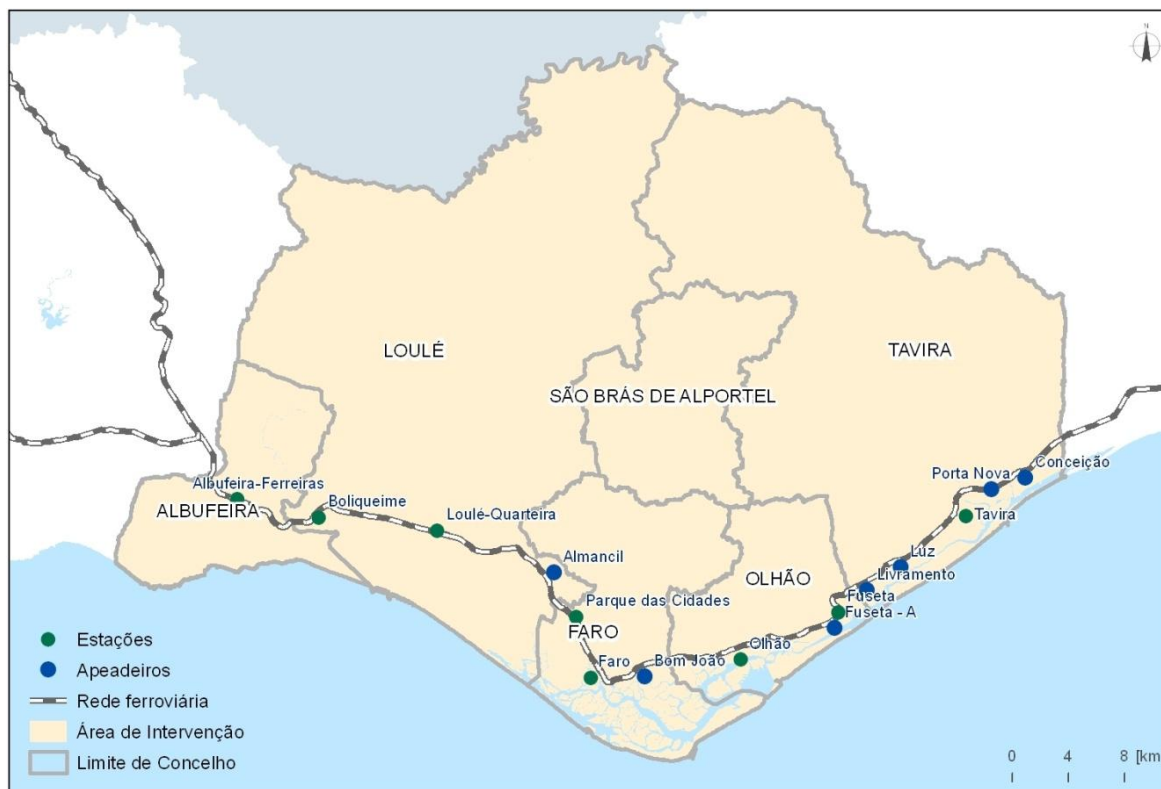 N
LOULÉ
TAVIRA
SÃO BRÁS DE ALPORTEL
Albufeira-Ferreiras
ALBUFEIRA
Boliqueime
Loulé-Quarteira
Almancil
Parque das Cidades
FARO
Faro
Bom João
OLHÃO
Olhão
Porta Nova
Conceição
Tavira
Luz
Livramento
Fuseta
Fuseta - A
Estações
Apeadeiros
Rede ferroviária
Área de Intervenção
Limite de Concelho
0 4 8 [km